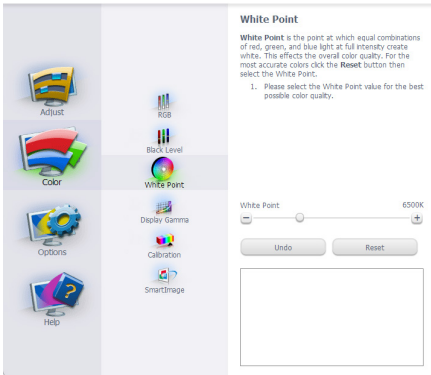 Adjust
Color
Options
Help
RGB
Black Level
White Point
Display Gamma
Calibration
SmartImage
White Point
White Point is the point at which equal combinations
of red, green, and blue light at full intensity create
white. This effects the overall color quality. For the
most accurate colors click the Reset button then
select the White Point.
1. Please select the White Point value for the best
possible color quality.
White Point 6500K
Undo Reset